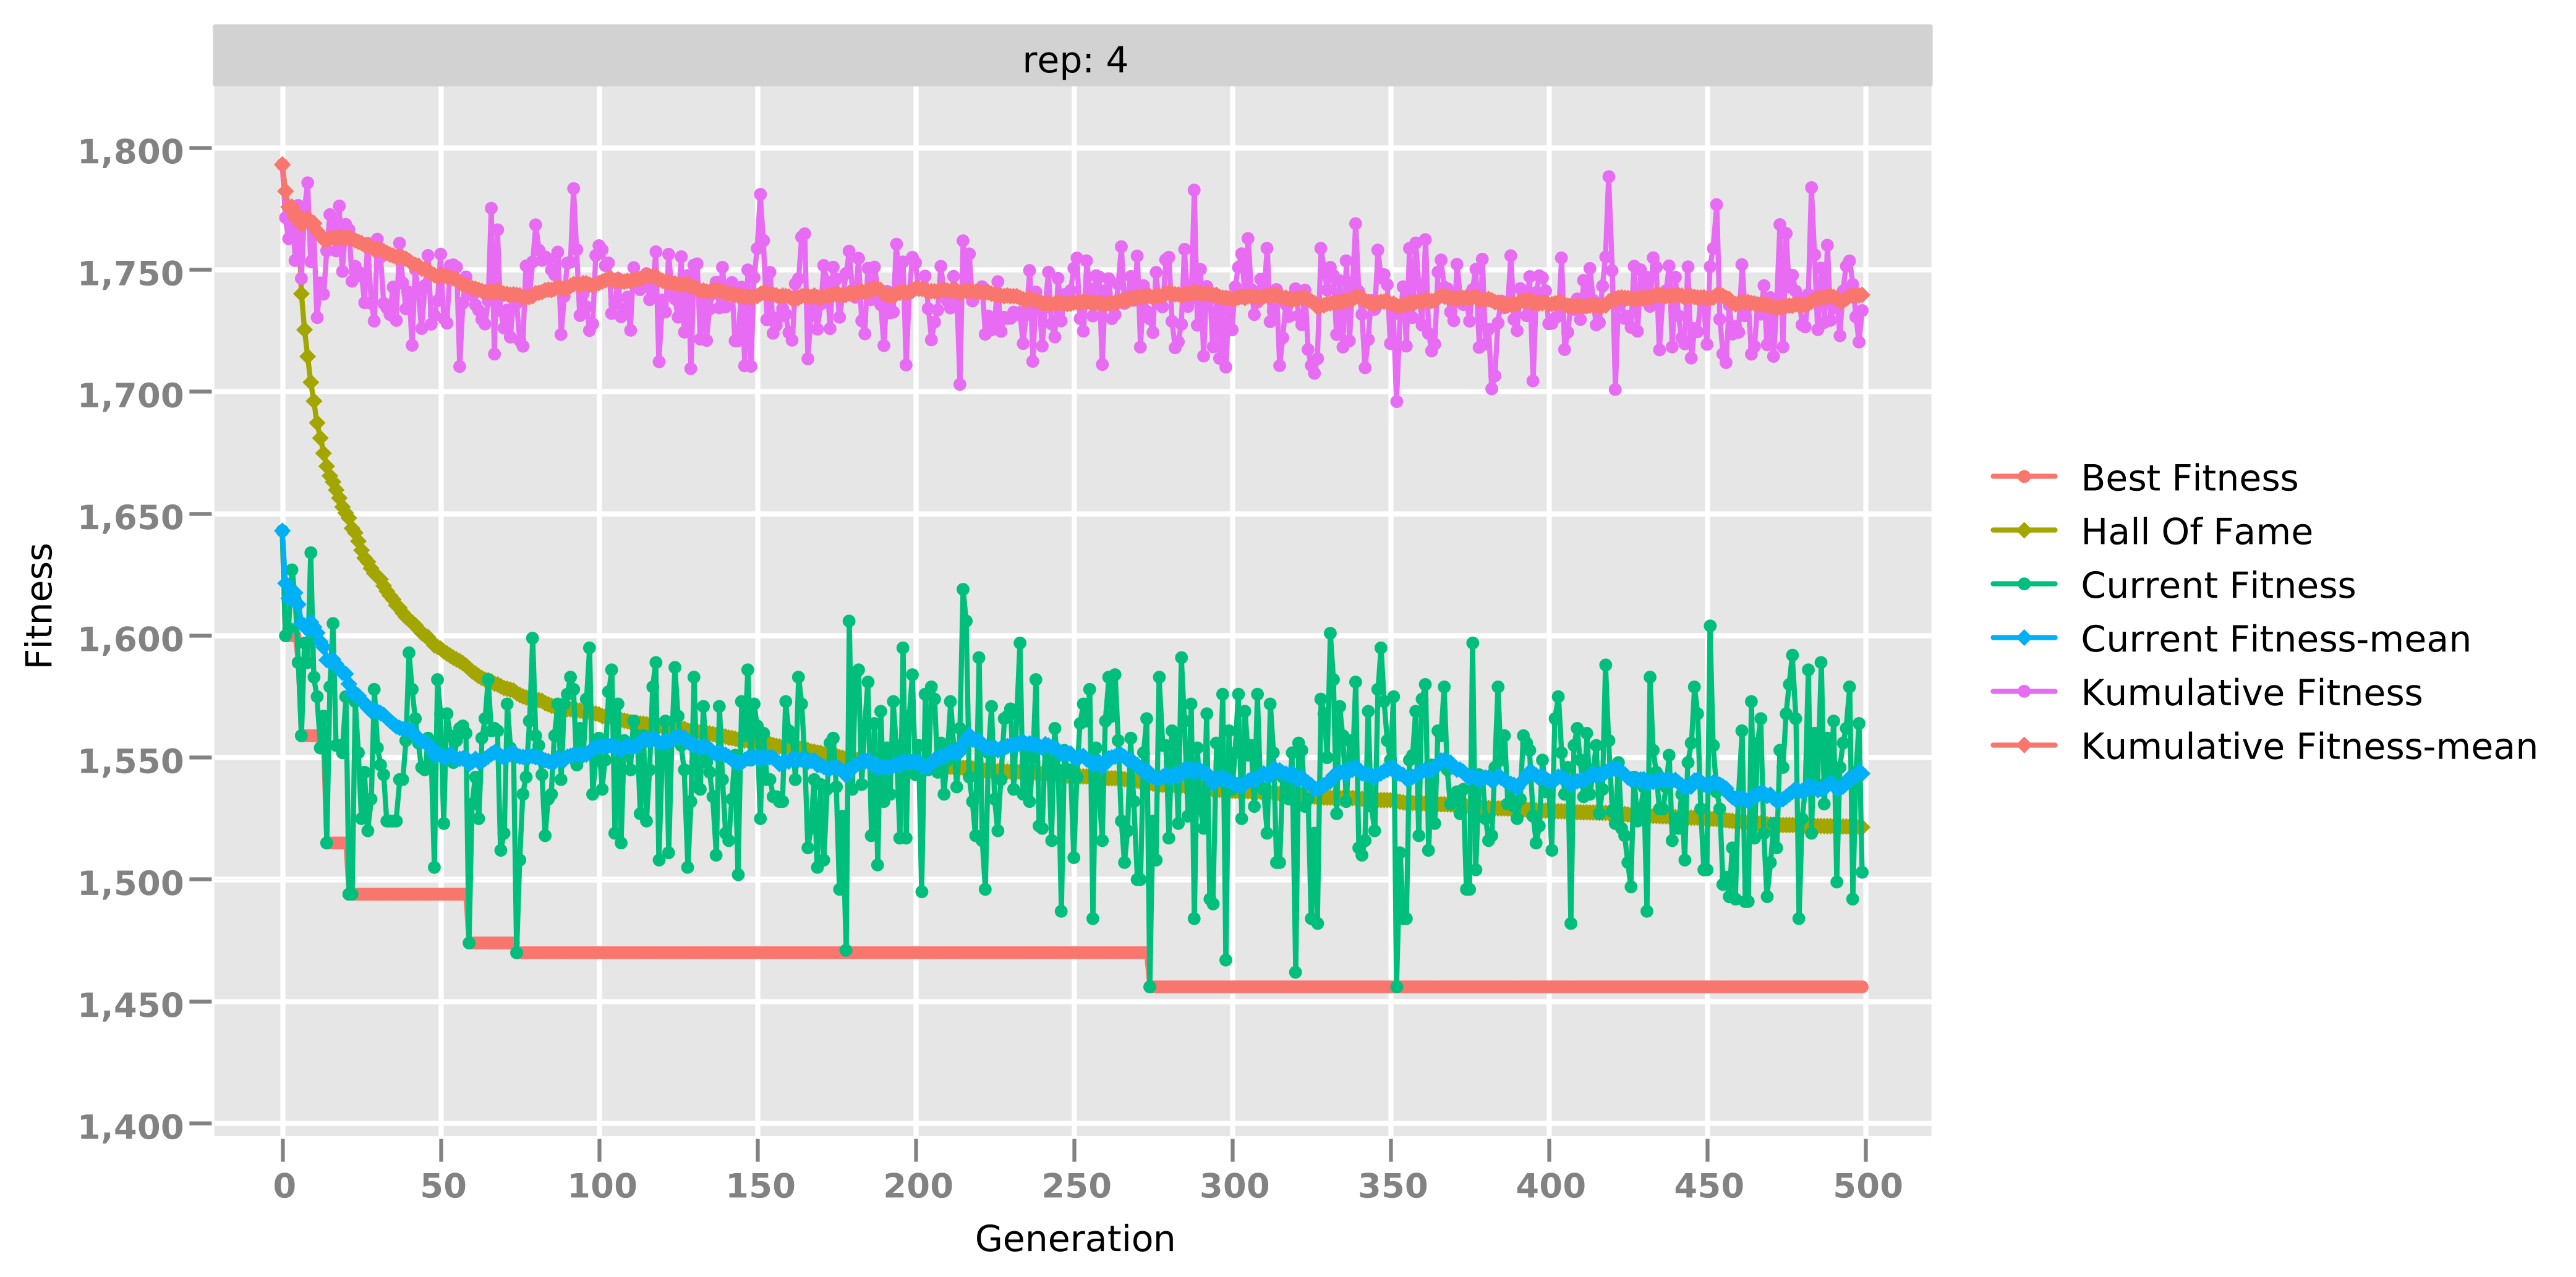 rep: 4
1,800
1,750
1,700
1,650
1,600
1,550
1,500
1,450
1,400
Fitness
0 50 100 150 200 250 300 350 400 450 500
Generation
Best Fitness
Hall Of Fame
Current Fitness
Current Fitness-mean
Kumulative Fitness
Kumulative Fitness-mean